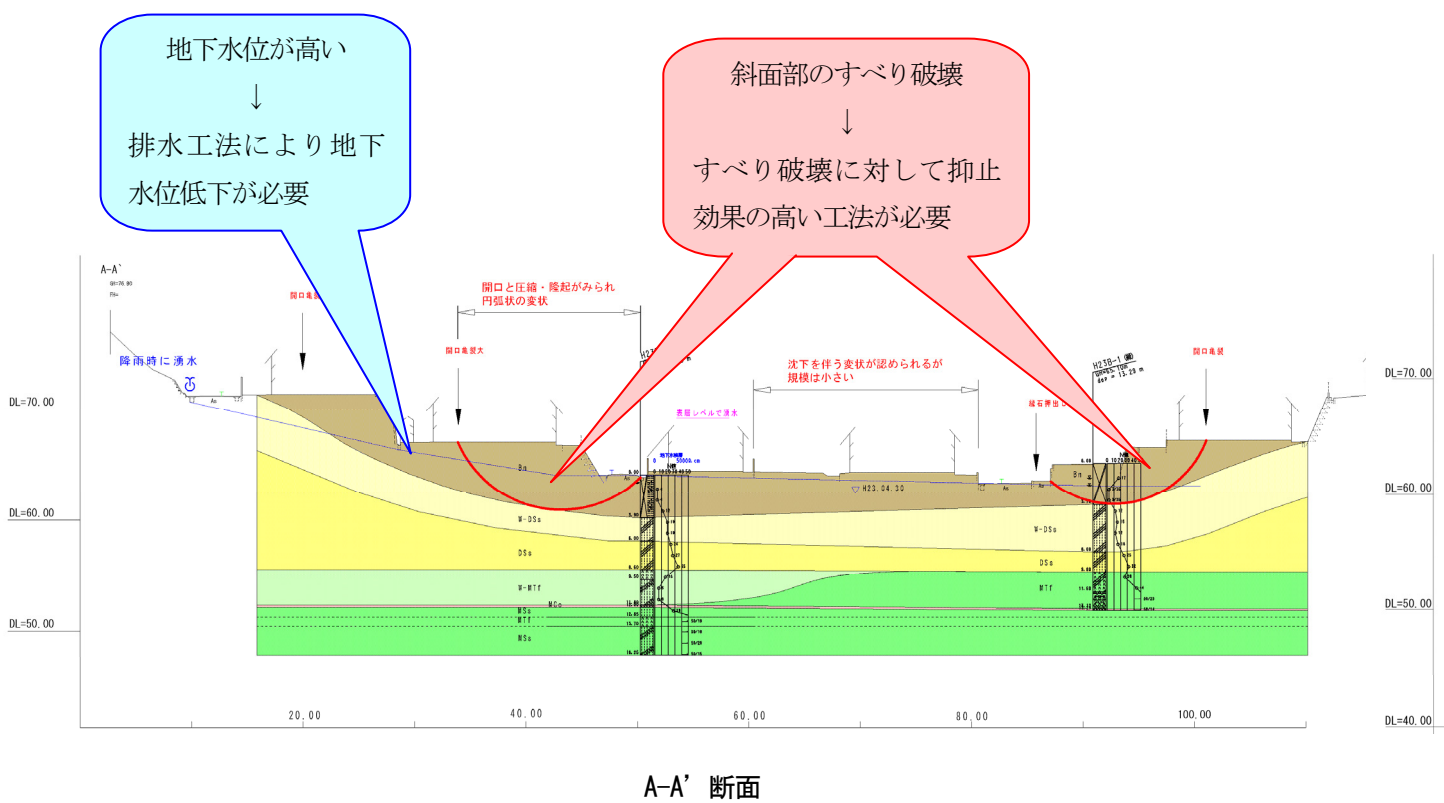 地下水位が高い
↓
排水工法により地下
水位低下が必要
斜面部のすべり破壊
↓
すべり破壊に対して抑止
効果の高い工法が必要
A-A`
開口亀裂
降雨時に湧水
開口と圧縮・隆起がみられ
円弧状の変状
開口亀裂大
沈下を伴う変状が認められるが
規模は小さい
表層レベルで湧水
H23B-1
dep = 13.29 m
開口亀裂
DL=70.00
DL=70.00
DL=60.00
DL=60.00
DL=50.00
DL=50.00
DL=40.00
Bn
Bn
H23.04.30
W-DSs
W-DSs
DSs
DSs
W-MTf
MTf
MSs
MTf
MSs
20.00
40.00
60.00
80.00
100.00
A-A’ 断面